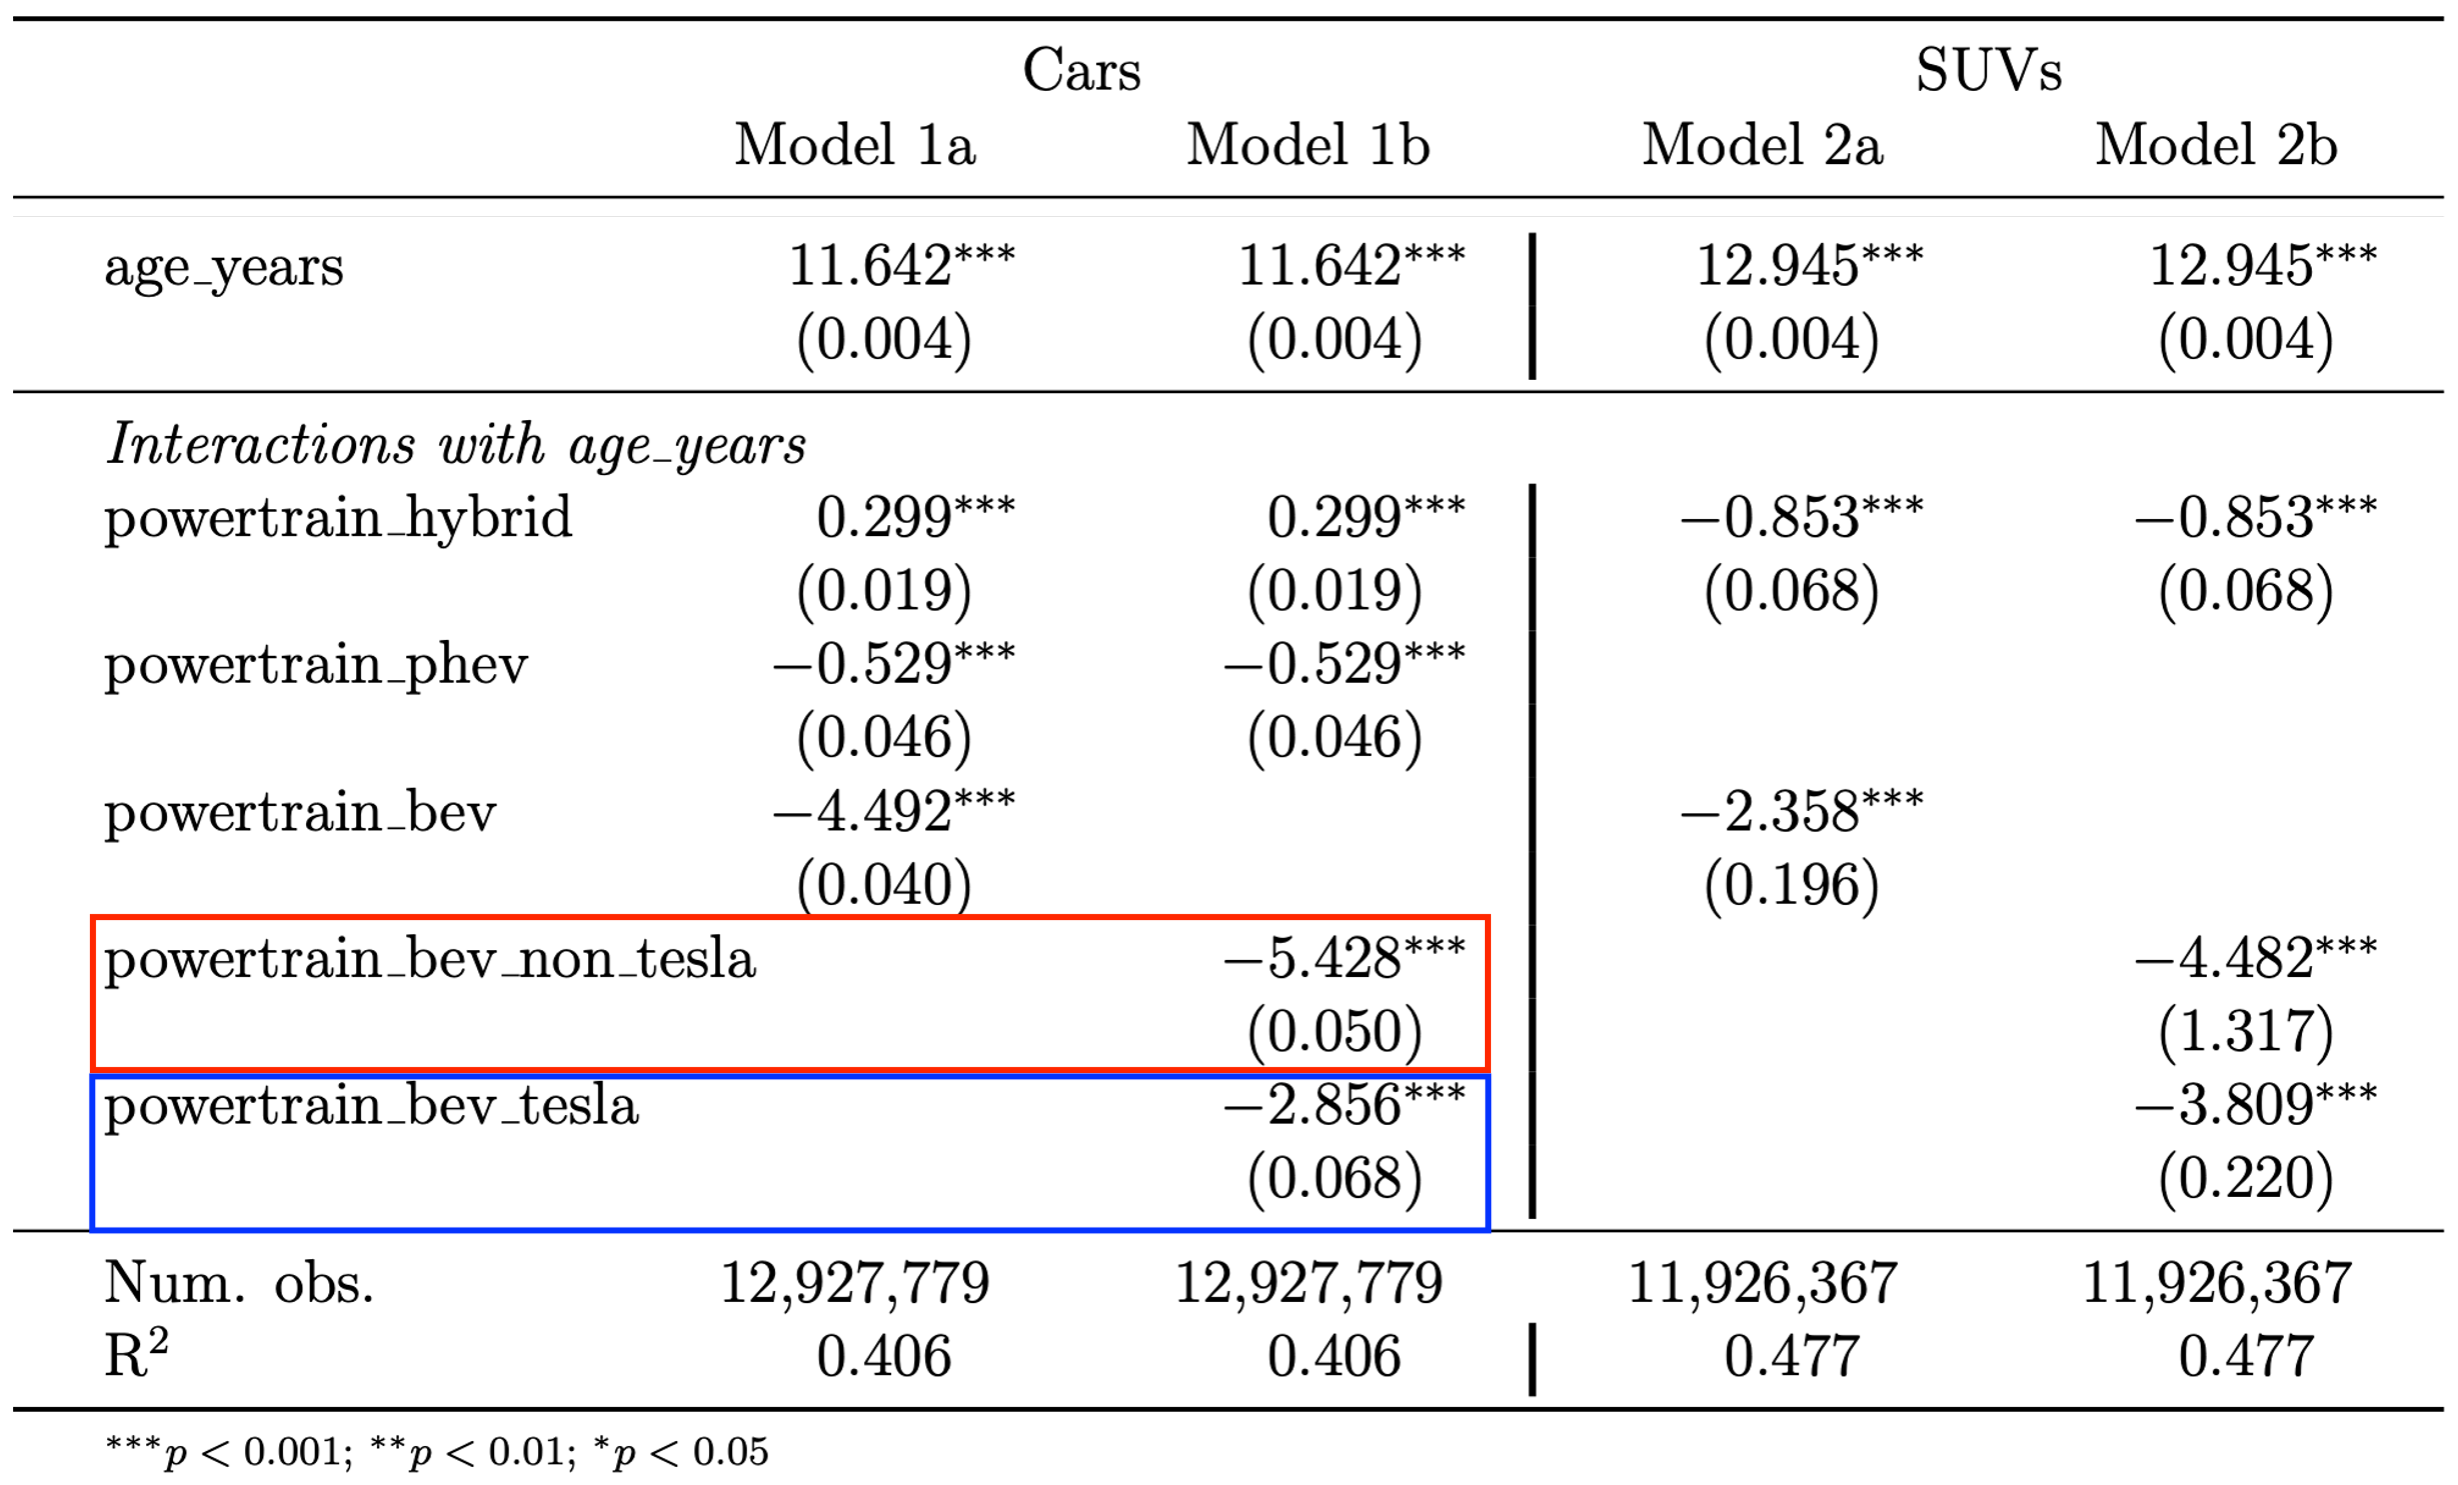 Cars SUVs
Model 1a Model 1b Model 2a Model 2b
age_years 11.642*** 11.642*** 12.945*** 12.945***
(0.004) (0.004) (0.004) (0.004)
Interactions with age_years
powertrain_hybrid 0.299*** 0.299*** −0.853*** −0.853***
(0.019) (0.019) (0.068) (0.068)
powertrain_phev −0.529*** −0.529***
(0.046) (0.046)
powertrain_bev −4.492*** −2.358***
(0.040) (0.196)
powertrain_bev_non_tesla −5.428*** −4.482***
(0.050) (1.317)
powertrain_bev_tesla −2.856*** −3.809***
(0.068) (0.220)
Num. obs. 12,927,779 12,927,779 11,926,367 11,926,367
R² 0.406 0.406 0.477 0.477
***p < 0.001; **p < 0.01; *p < 0.05